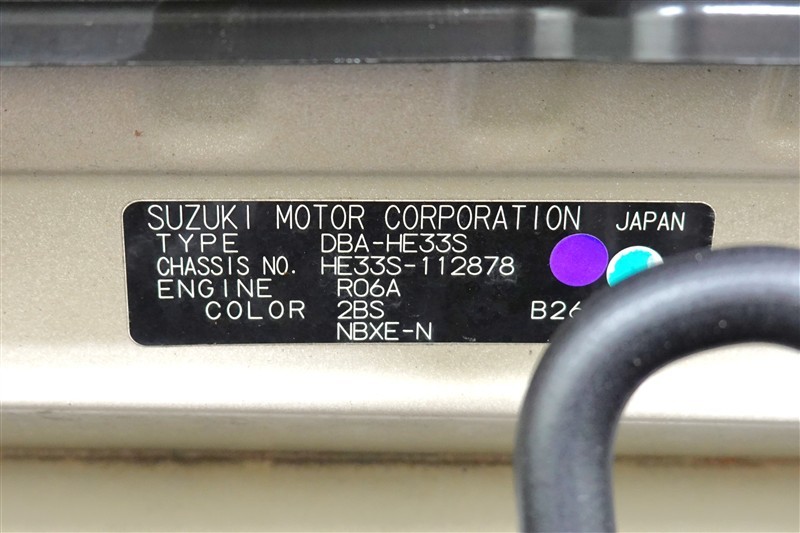 SUZUKI MOTOR CORPORATION JAPAN
TYPE DBA-HE33S
CHASSIS NO. HE33S-112878
ENGINE R06A
COLOR 2BS
NBXE-N